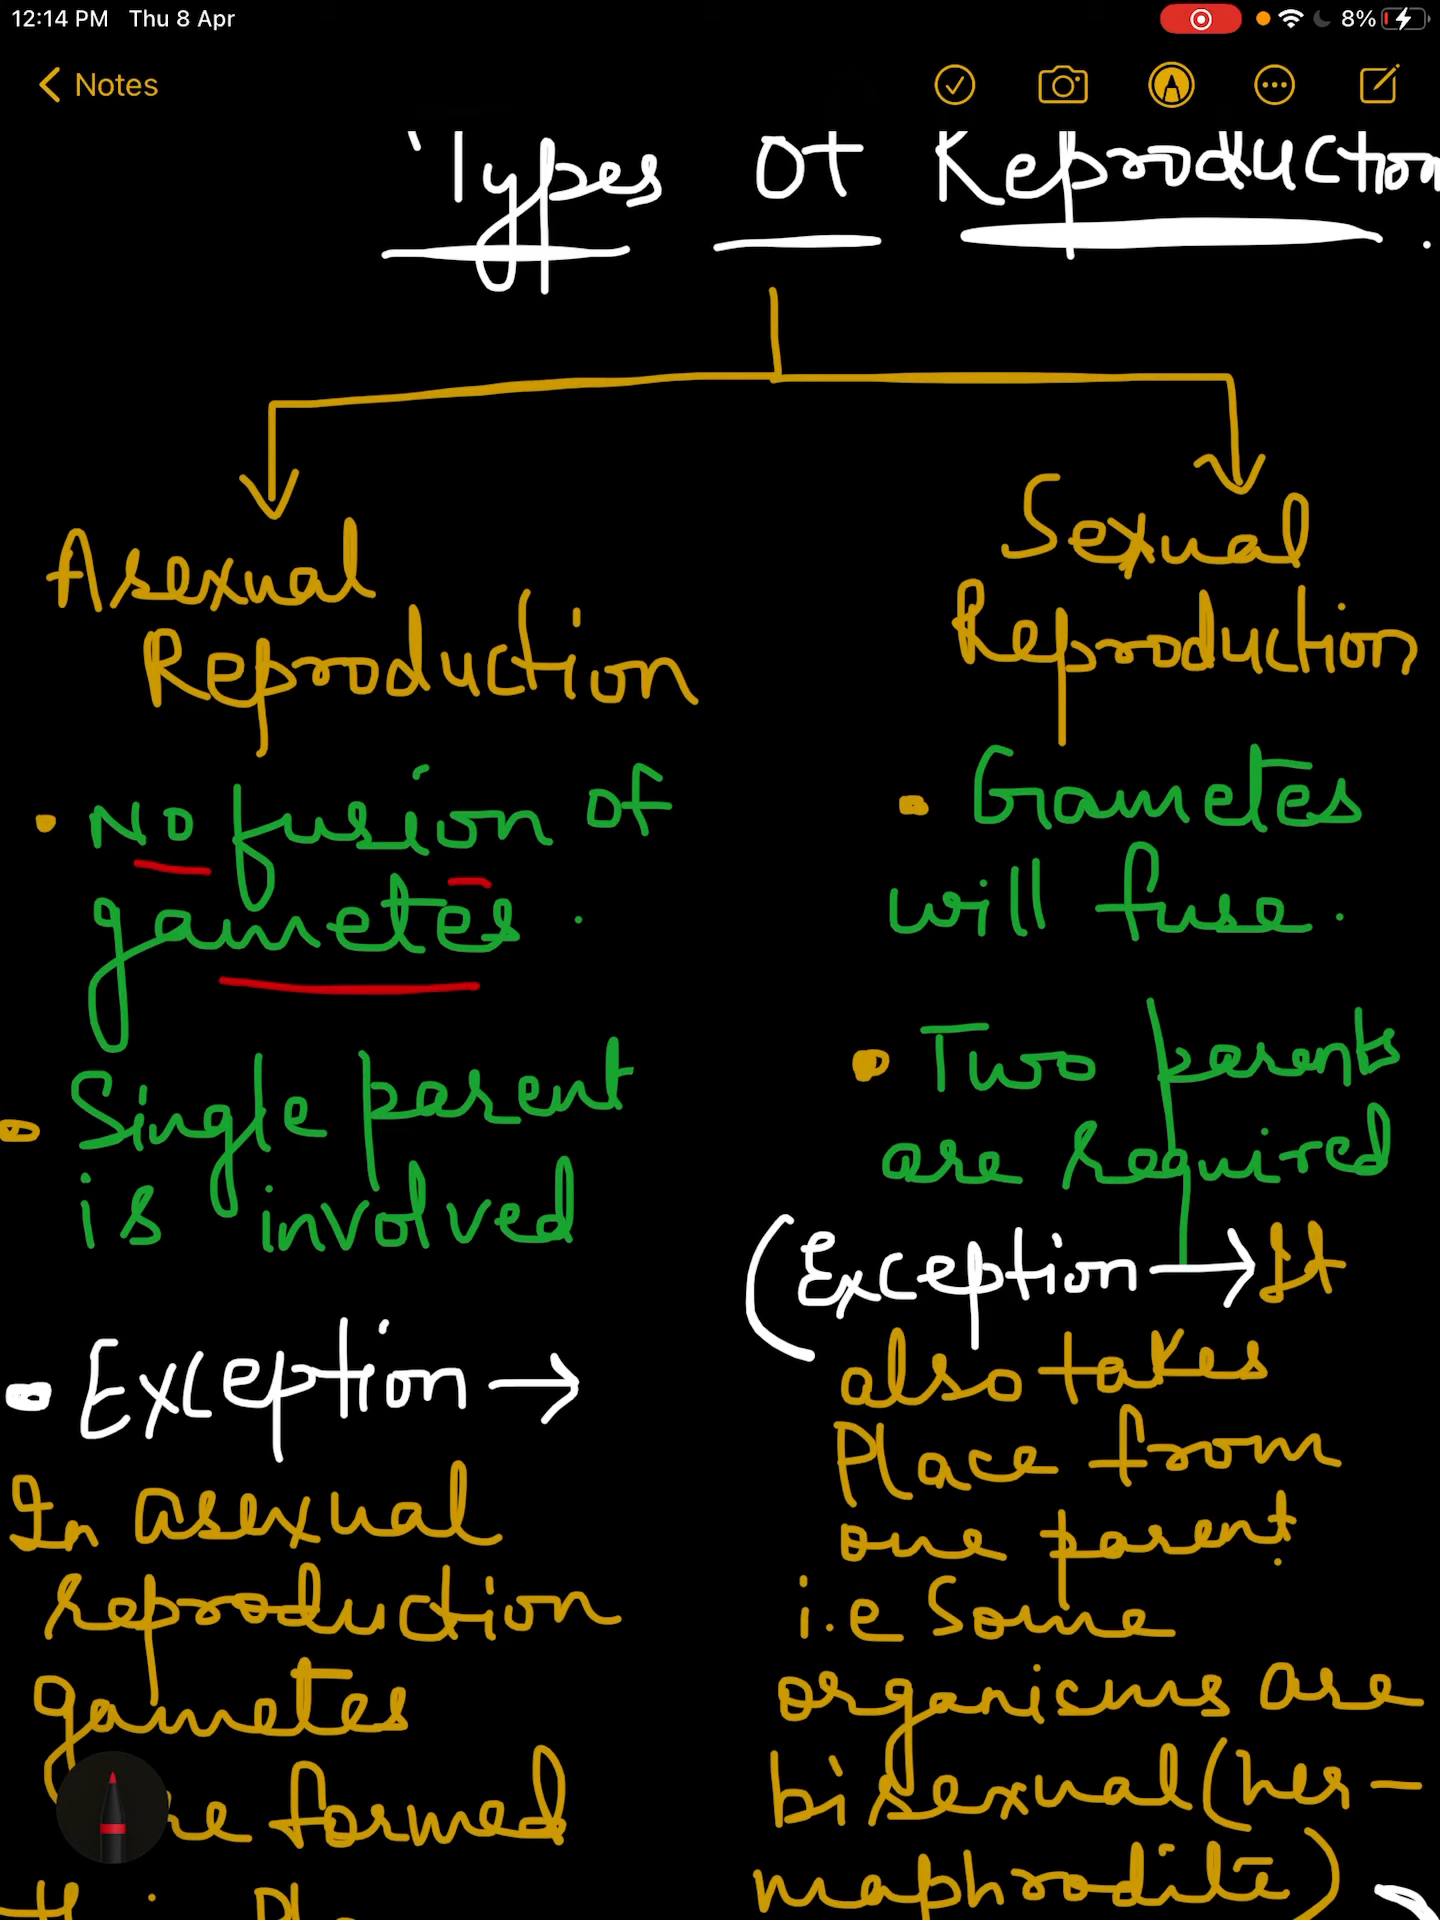 12:14 PM Thu 8 Apr
8%
Notes
Types of Reproduction.
Asexual
Reproduction
• No fusion of
gametes.
• Single parent
is involved
• Exception →
In asexual
reproduction
gametes
formed
Sexual
Reproduction
• Gametes
will fuse.
• Two parents
are required
(Exception → It
also takes
Place from
one parent.
i.e Some
organisms are
bisexual (her-
maphrodite)